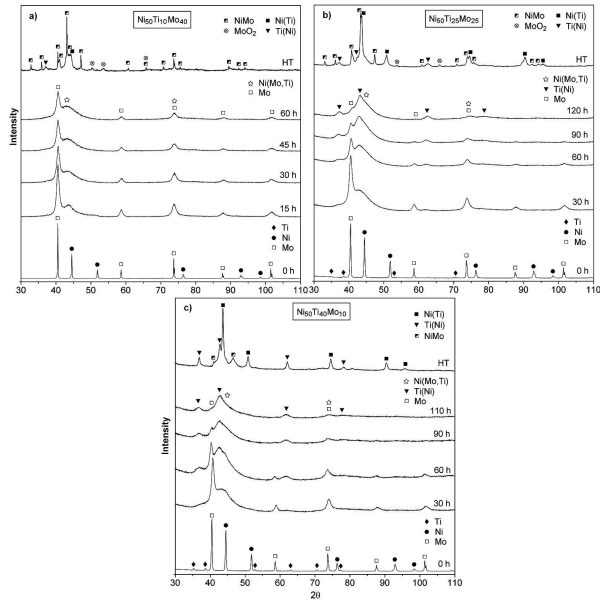 a)
Ni50Ti10Mo40
◪ NiMo ■ Ni(Ti)
⊗ MoO2 ▼ Ti(Ni)
HT
☆ Ni(Mo,Ti)
□ Mo
60 h
45 h
30 h
15 h
♦ Ti
● Ni
□ Mo
0 h
Intensity
30 40 50 60 70 80 90 100 110
b)
Ni50Ti25Mo25
◪ NiMo ■ Ni(Ti)
⊗ MoO2 ▼ Ti(Ni)
HT
☆ Ni(Mo,Ti)
▼ Ti(Ni)
□ Mo
120 h
90 h
60 h
30 h
♦ Ti
● Ni
□ Mo
0 h
Intensity
30 40 50 60 70 80 90 100 110
c)
Ni50Ti40Mo10
■ Ni(Ti)
▼ Ti(Ni)
◪ NiMo
HT
☆ Ni(Mo,Ti)
▼ Ti(Ni)
□ Mo
110 h
90 h
60 h
30 h
♦ Ti
● Ni
□ Mo
0 h
Intensity
30 40 50 60 70 80 90 100 110
2θ